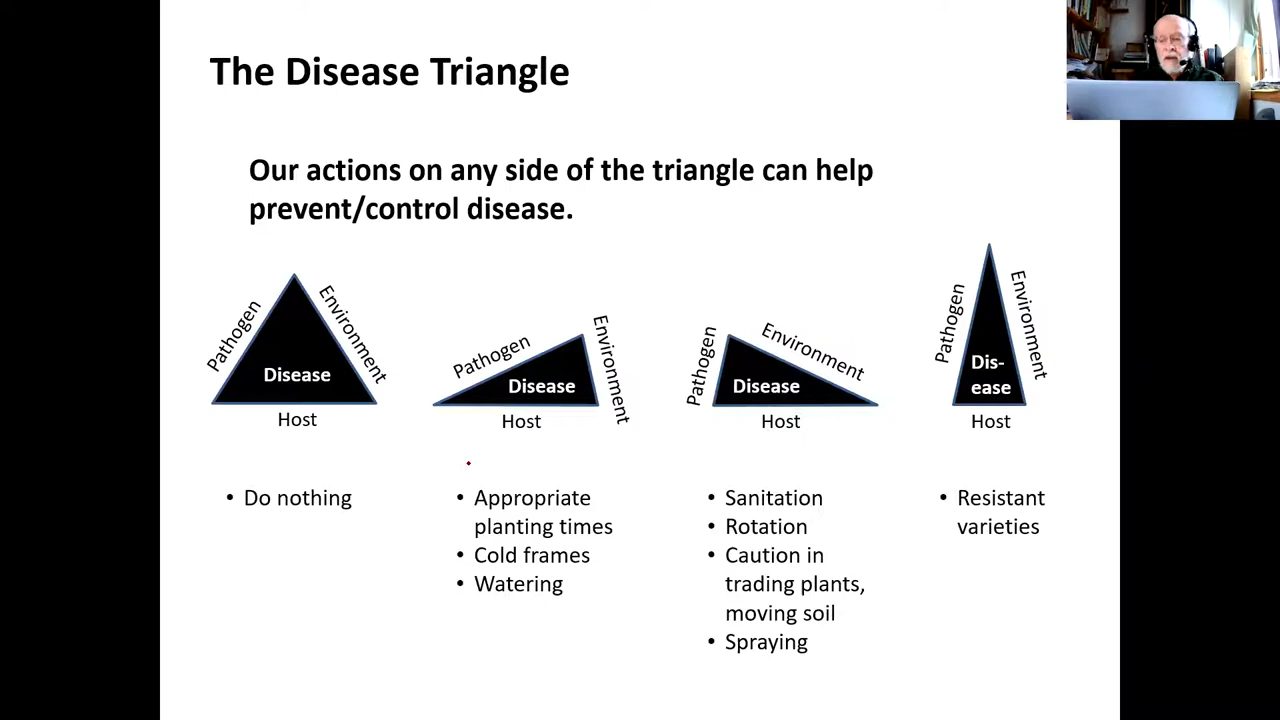 The Disease Triangle
Our actions on any side of the triangle can help
prevent/control disease.
Pathogen
Environment
Disease
Host
Pathogen
Environment
Disease
Host
Pathogen
Environment
Disease
Host
Pathogen
Environment
Dis-
ease
Host
• Do nothing
• Appropriate
planting times
• Cold frames
• Watering
• Sanitation
• Rotation
• Caution in
trading plants,
moving soil
• Spraying
• Resistant
varieties